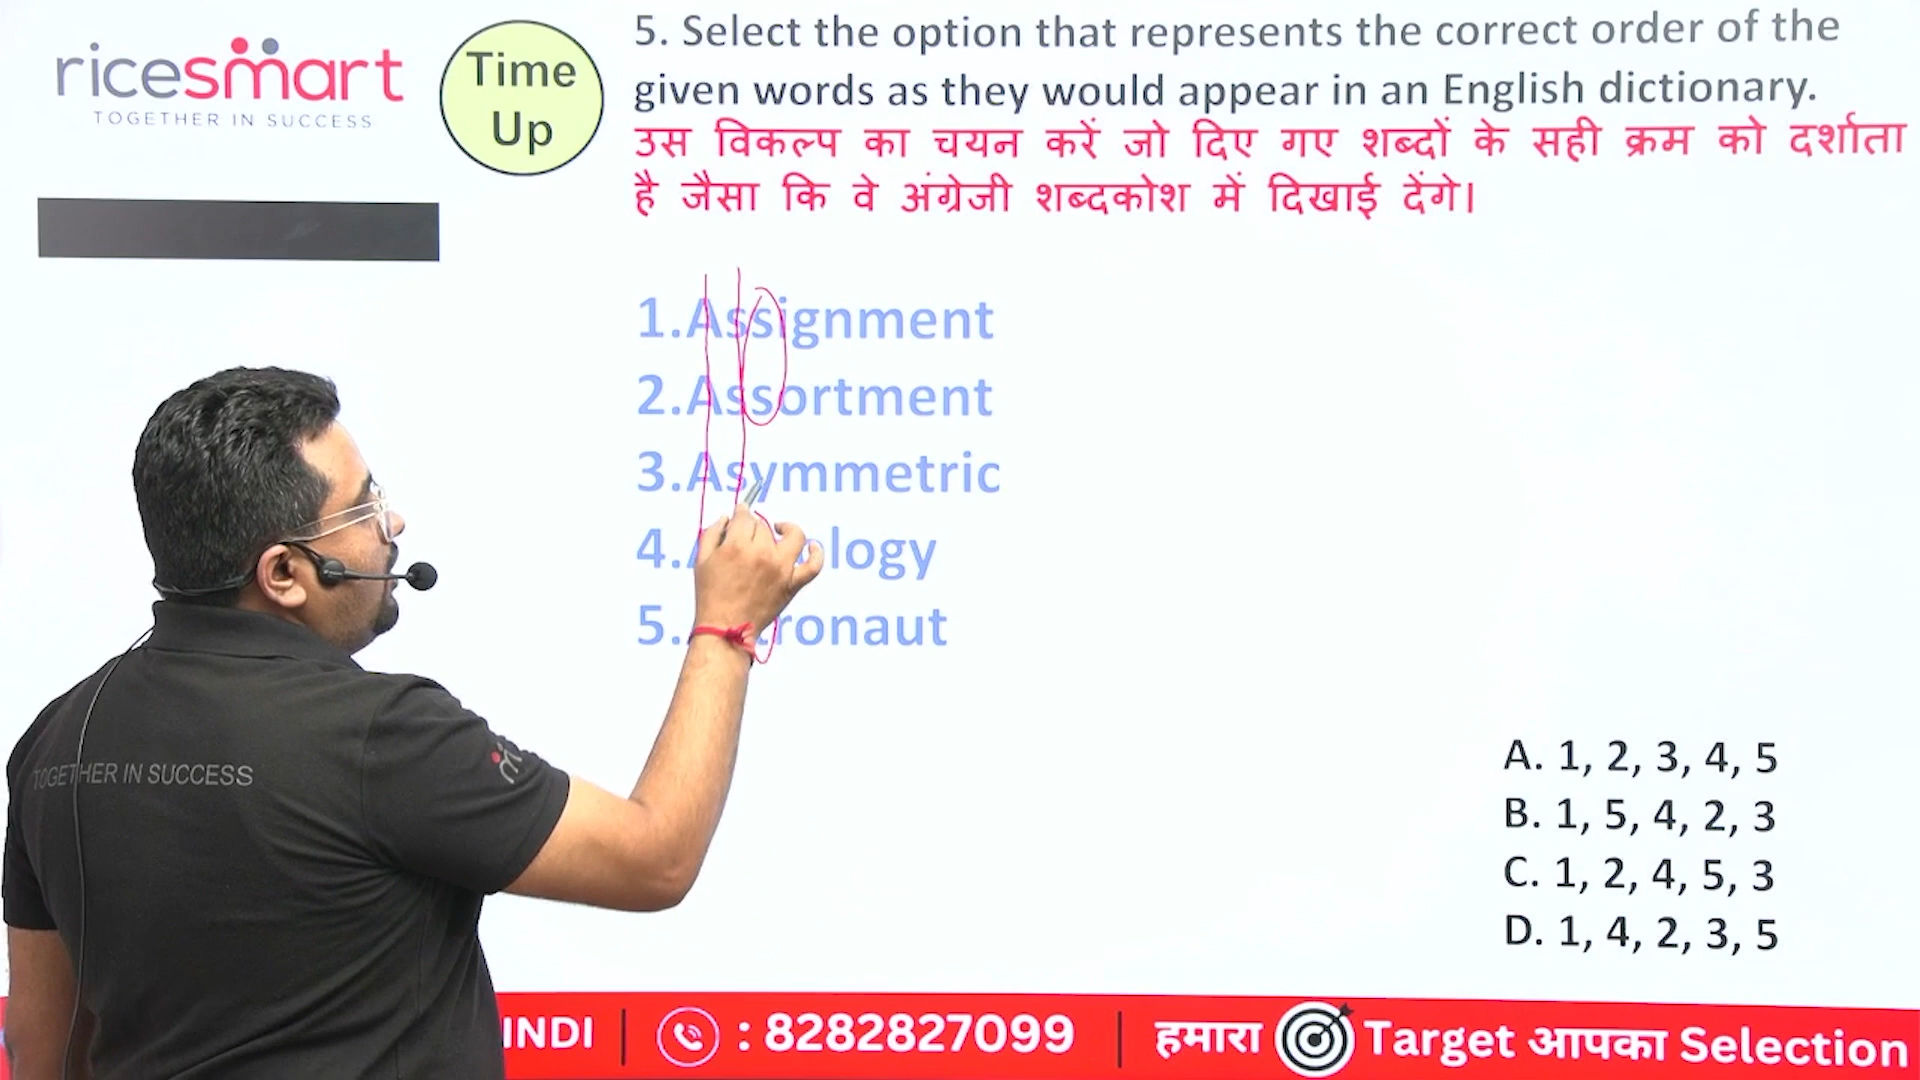 ricesmart
TOGETHER IN SUCCESS
Time
Up
5. Select the option that represents the correct order of the
given words as they would appear in an English dictionary.
उस विकल्प का चयन करें जो दिए गए शब्दों के सही क्रम को दर्शाता
है जैसा कि वे अंग्रेजी शब्दकोश में दिखाई देंगे।
1.Assignment
2.Assortment
3.Asymmetric
4.
5.
TOGETHER IN SUCCESS
A. 1, 2, 3, 4, 5
B. 1, 5, 4, 2, 3
C. 1, 2, 4, 5, 3
D. 1, 4, 2, 3, 5
: 8282827099
हमारा Target आपका Selection